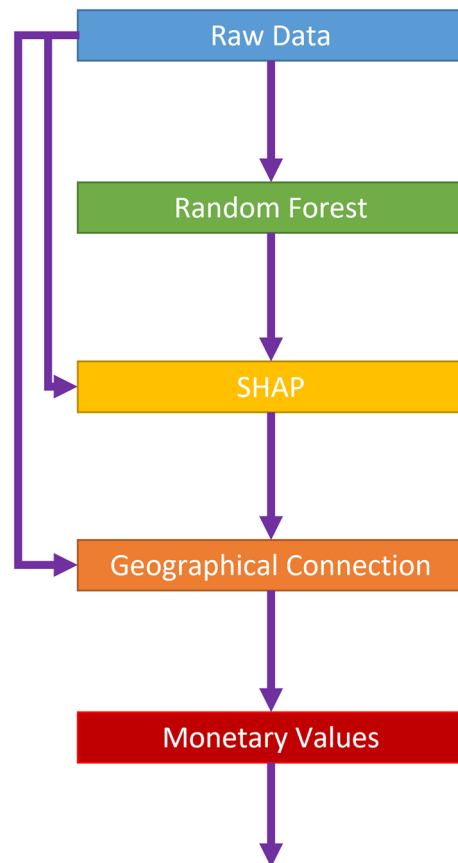 Raw Data
Random Forest
SHAP
Geographical Connection
Monetary Values